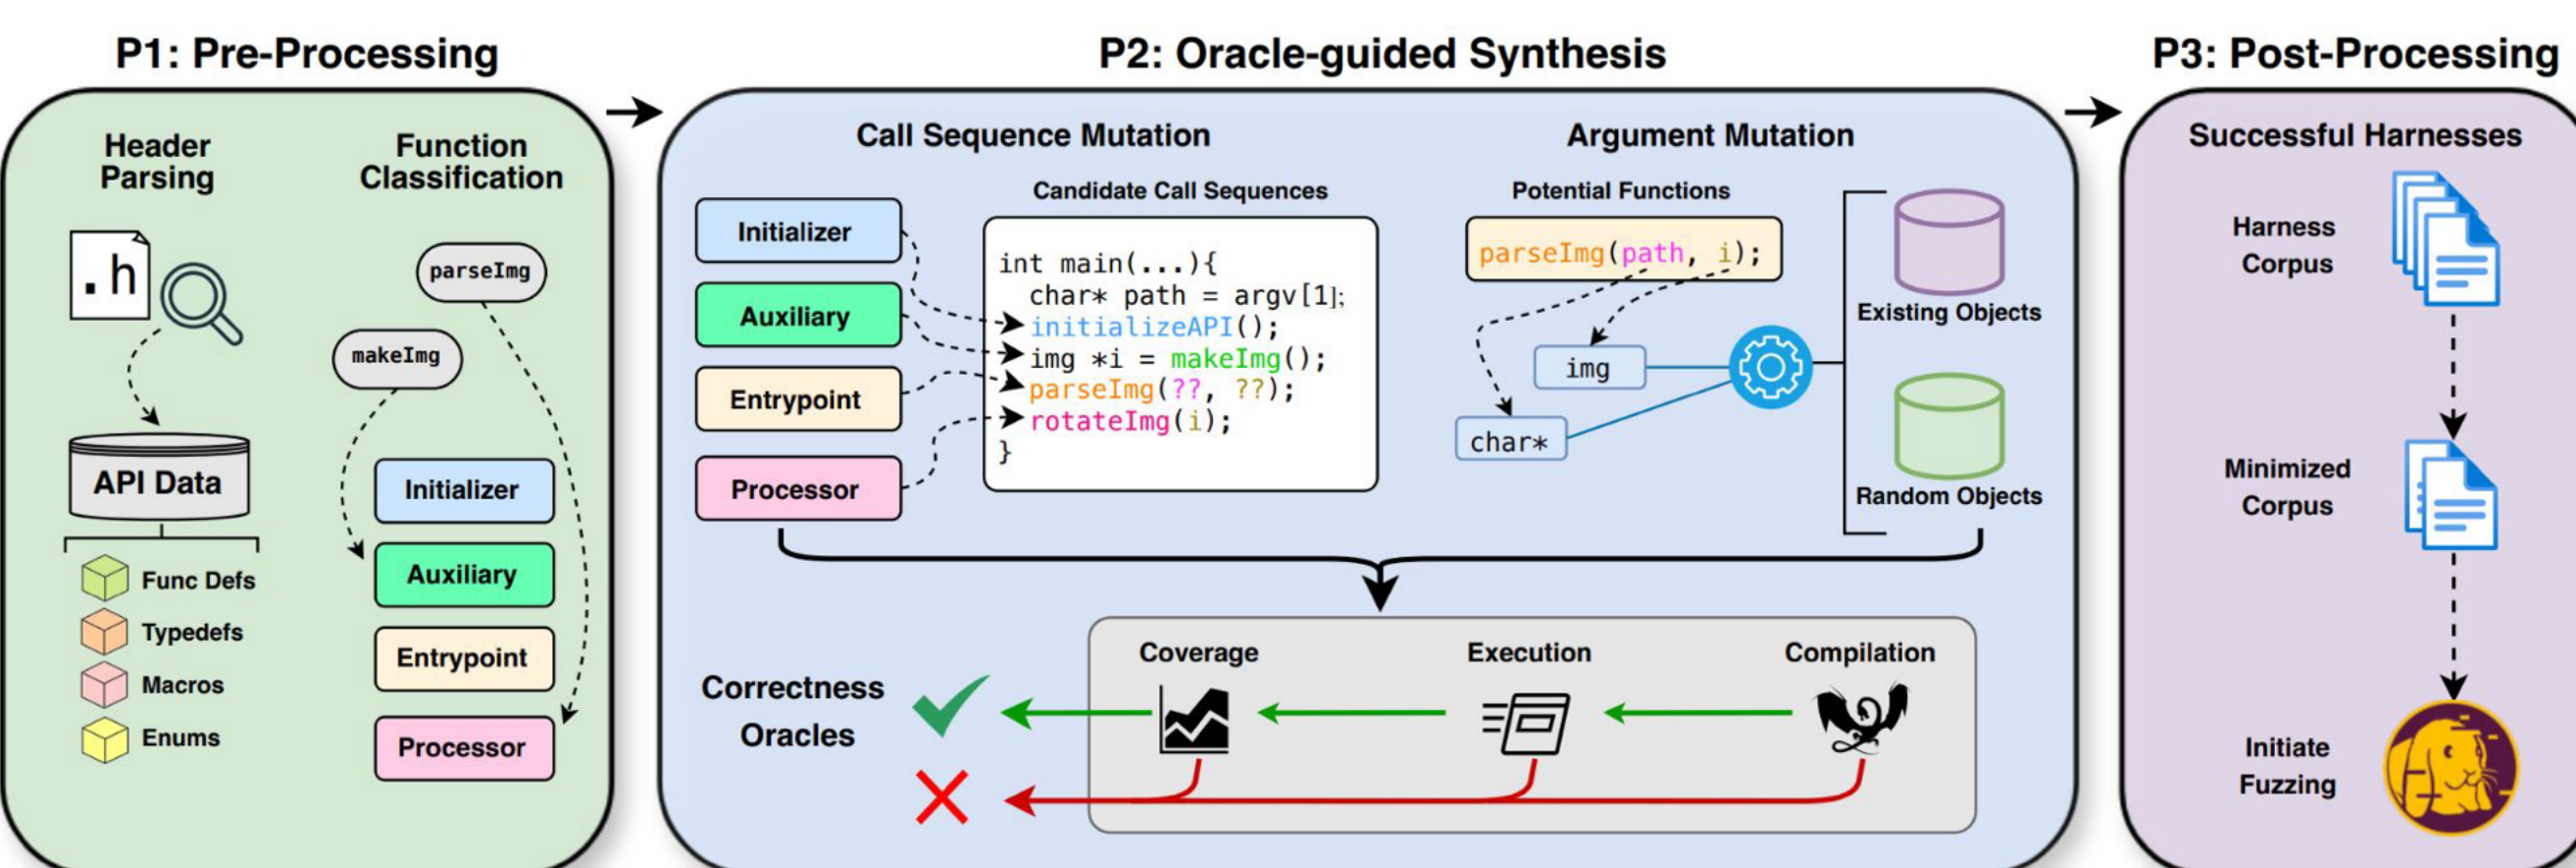 P1: Pre-Processing
Header
Parsing
.h
API Data
Func Defs
Typedefs
Macros
Enums
Function
Classification
parseImg
makeImg
Initializer
Auxiliary
Entrypoint
Processor
P2: Oracle-guided Synthesis
Call Sequence Mutation
Initializer
Auxiliary
Entrypoint
Processor
Candidate Call Sequences
int main(...){
char* path = argv[1];
initializeAPI();
img *i = makeImg();
parseImg(??, ??);
rotateImg(i);
}
Argument Mutation
Potential Functions
parseImg(path, i);
img
char*
Existing Objects
Random Objects
Correctness
Oracles
Coverage
Execution
Compilation
P3: Post-Processing
Successful Harnesses
Harness
Corpus
Minimized
Corpus
Initiate
Fuzzing